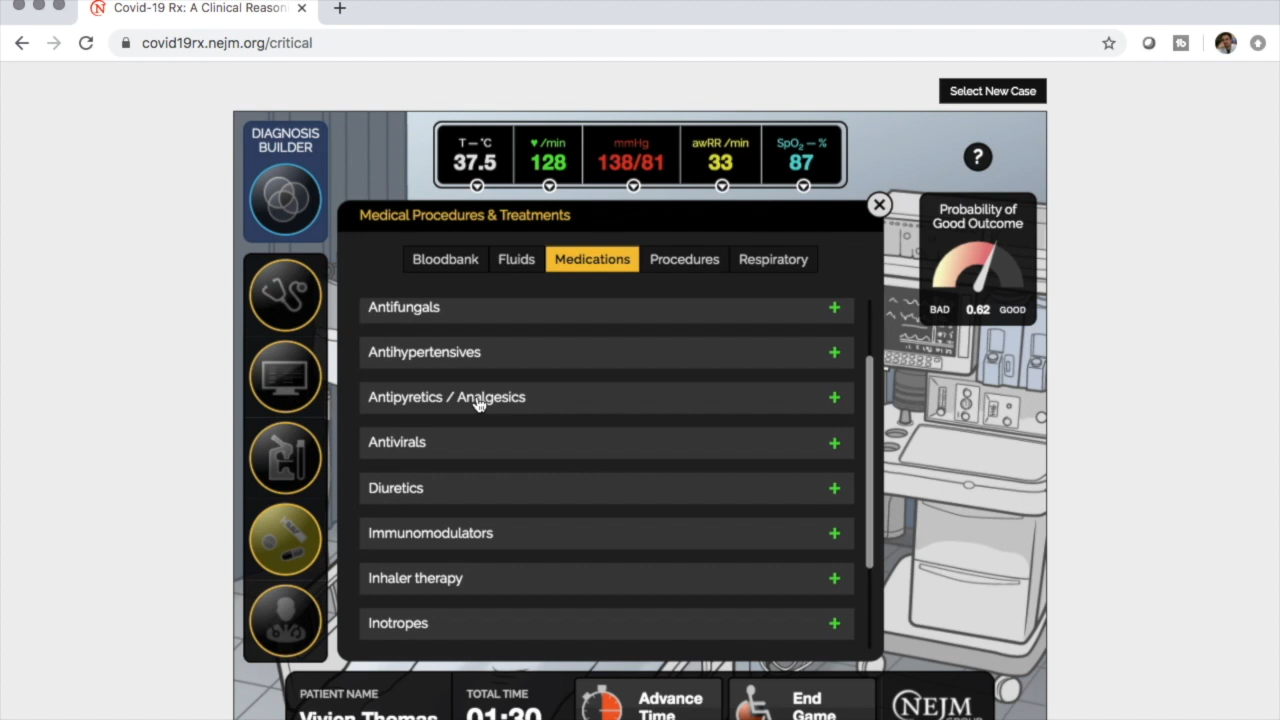 Covid-19 Rx: A Clinical Reason
covid19rx.nejm.org/critical
Select New Case
DIAGNOSIS
BUILDER
T – °C
37.5
♥ /min
128
mmHg
138/81
awRR /min
33
SpO₂ – %
87
?
Medical Procedures & Treatments
Probability of
Good Outcome
BAD 0.62 GOOD
Bloodbank Fluids Medications Procedures Respiratory
Antifungals
Antihypertensives
Antipyretics / Analgesics
Antivirals
Diuretics
Immunomodulators
Inhaler therapy
Inotropes
PATIENT NAME
Vivien Thomas
TOTAL TIME
01:30
Advance
Time
End
Game
NEJM
GROUP